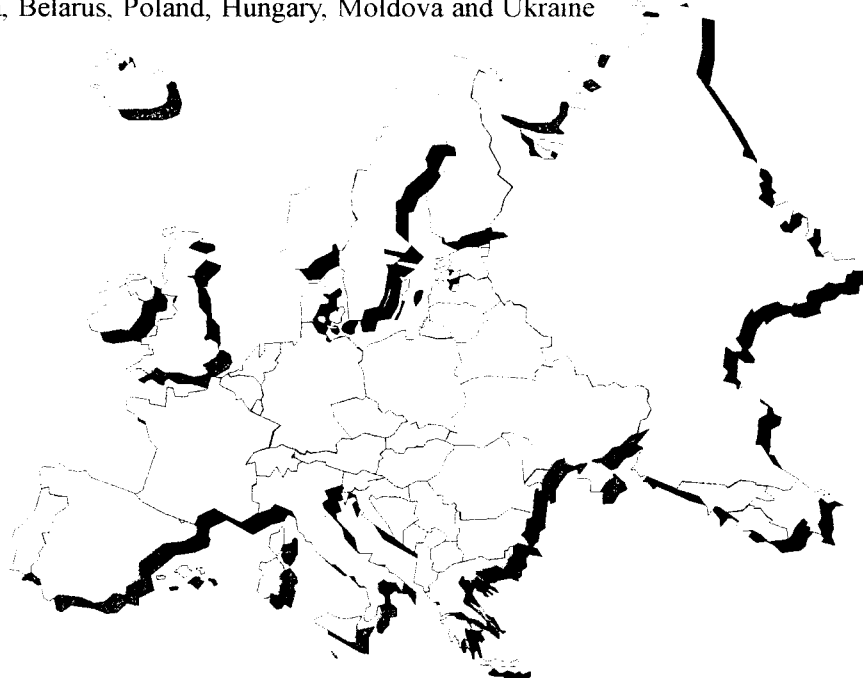 , Belarus, Poland, Hungary, Moldova and Ukraine